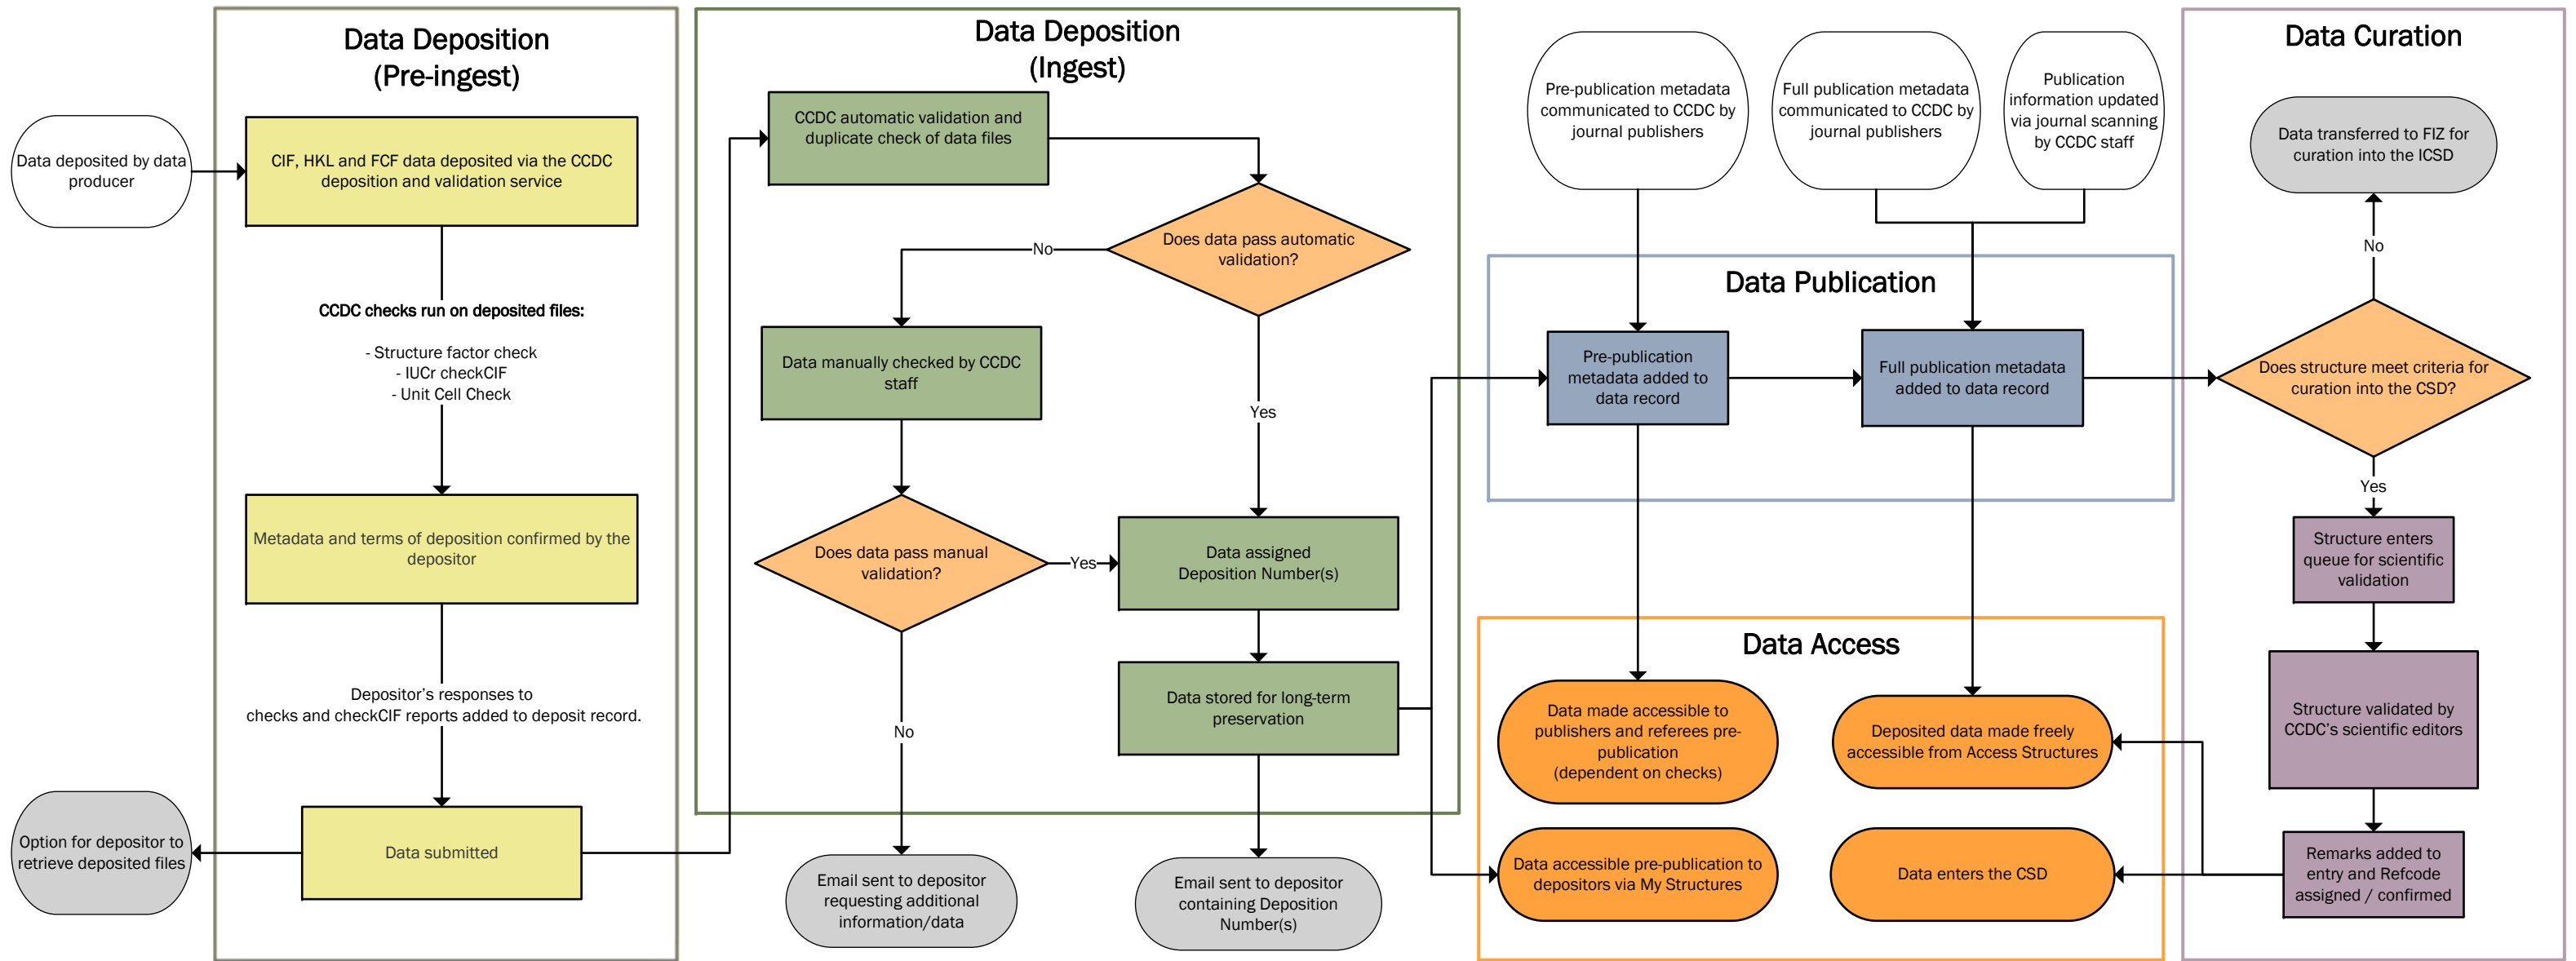 Data deposited by data
producer
Option for depositor to
retrieve deposited files
Data Deposition
(Pre-ingest)
CIF, HKL and FCF data deposited via the CCDC
deposition and validation service
CCDC checks run on deposited files:
- Structure factor check
- IUCr checkCIF
- Unit Cell Check
Metadata and terms of deposition confirmed by the
depositor
Depositor's responses to
checks and checkCIF reports added to deposit record.
Data submitted
Data Deposition
(Ingest)
CCDC automatic validation and
duplicate check of data files
Does data pass automatic
validation?
No
Data manually checked by CCDC
staff
Yes
Does data pass manual
validation?
Yes
Data assigned
Deposition Number(s)
Data stored for long-term
preservation
No
Email sent to depositor
requesting additional
information/data
Email sent to depositor
containing Deposition
Number(s)
Pre-publication metadata
communicated to CCDC by
journal publishers
Full publication metadata
communicated to CCDC by
journal publishers
Publication
information updated
via journal scanning
by CCDC staff
Data Publication
Pre-publication
metadata added to
data record
Full publication metadata
added to data record
Data Access
Data made accessible to
publishers and referees pre-
publication
(dependent on checks)
Deposited data made freely
accessible from Access Structures
Data accessible pre-publication to
depositors via My Structures
Data enters the CSD
Data Curation
Data transferred to FIZ for
curation into the ICSD
No
Does structure meet criteria for
curation into the CSD?
Yes
Structure enters
queue for scientific
validation
Structure validated by
CCDC's scientific editors
Remarks added to
entry and Refcode
assigned / confirmed